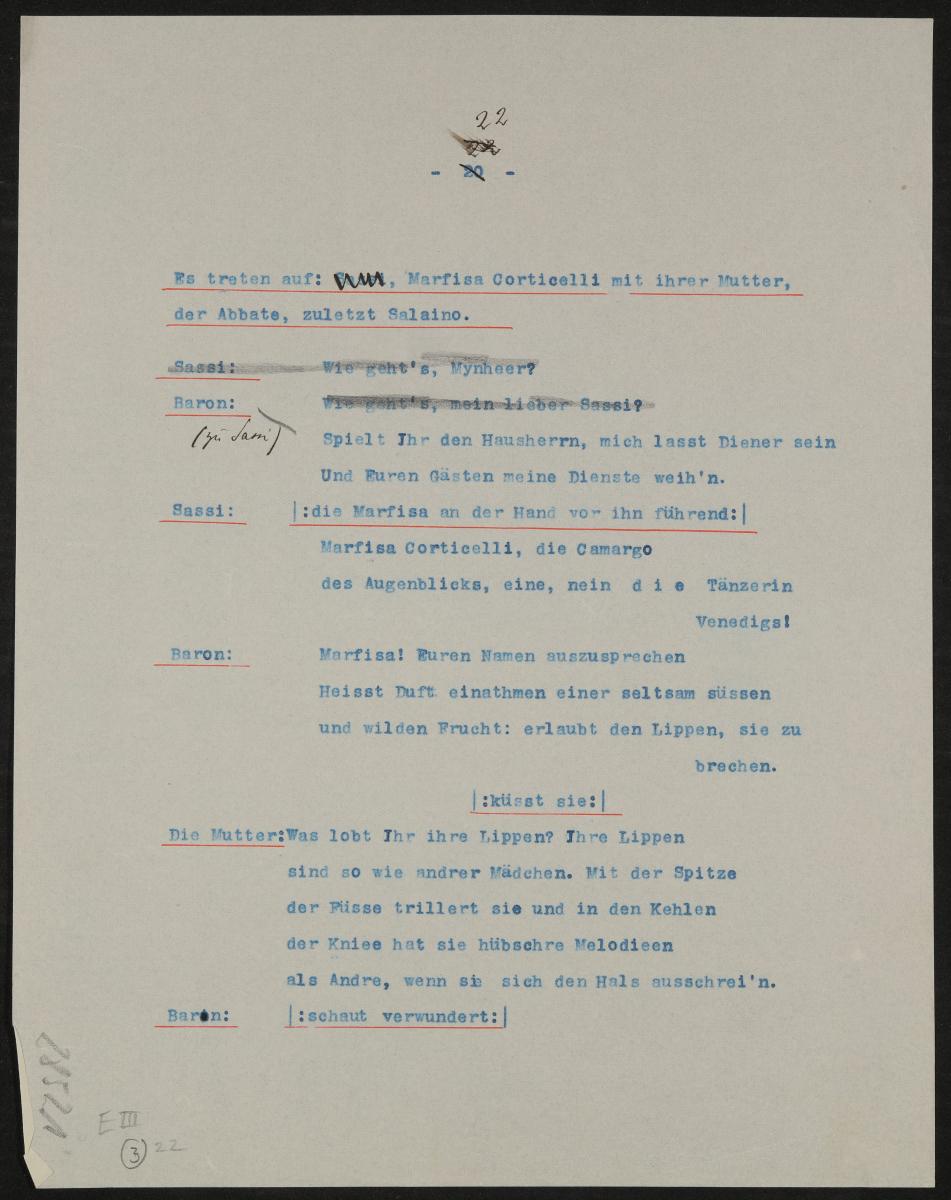 22
22
- 20 -
Es treten auf: Sassi, Marfisa Corticelli mit ihrer Mutter,
der Abbate, zuletzt Salaino.
Sassi: Wie geht's, Mynheer?
Baron: Wie geht's, mein lieber Sassi?
(zu Sassi) Spielt Ihr den Hausherrn, mich lasst Diener sein
Und Euren Gästen meine Dienste weih'n.
Sassi: |:die Marfisa an der Hand vor ihn führend:|
Marfisa Corticelli, die Camargo
des Augenblicks, eine, nein d i e Tänzerin
Venedigs!
Baron: Marfisa! Euren Namen auszusprechen
Heisst Duft einathmen einer seltsam süssen
und wilden Frucht: erlaubt den Lippen, sie zu
brechen.
|:küsst sie:|
Die Mutter:Was lobt Ihr ihre Lippen? Ihre Lippen
sind so wie andrer Mädchen. Mit der Spitze
der Füsse trillert sie und in den Kehlen
der Kniee hat sie hübschre Melodieen
als Andre, wenn sie sich den Hals ausschrei'n.
Baron: |:schaut verwundert:|
E III
3 22